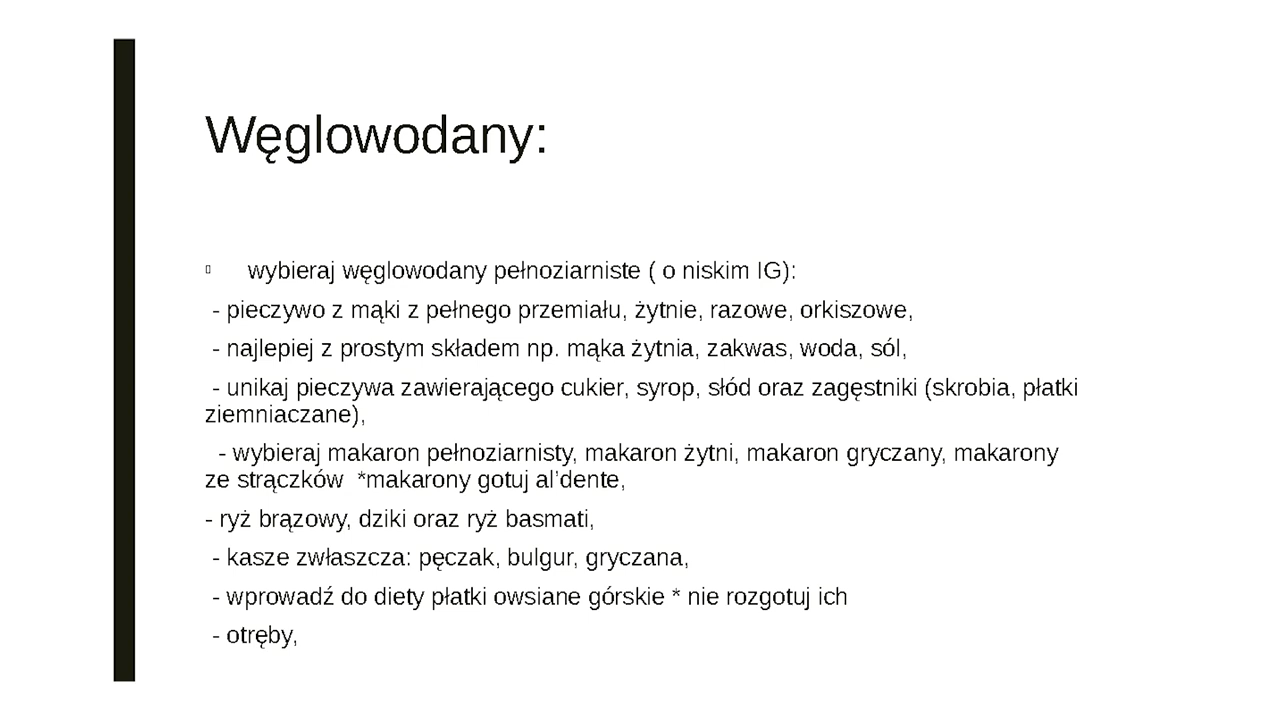 Węglowodany:
wybieraj węglowodany pełnoziarniste ( o niskim IG):
- pieczywo z mąki z pełnego przemiału, żytnie, razowe, orkiszowe,
- najlepiej z prostym składem np. mąka żytnia, zakwas, woda, sól,
- unikaj pieczywa zawierającego cukier, syrop, słód oraz zagęstniki (skrobia, płatki
ziemniaczane),
- wybieraj makaron pełnoziarnisty, makaron żytni, makaron gryczany, makarony
ze strączków  *makarony gotuj al’dente,
- ryż brązowy, dziki oraz ryż basmati,
- kasze zwłaszcza: pęczak, bulgur, gryczana,
- wprowadź do diety płatki owsiane górskie * nie rozgotuj ich
- otręby,